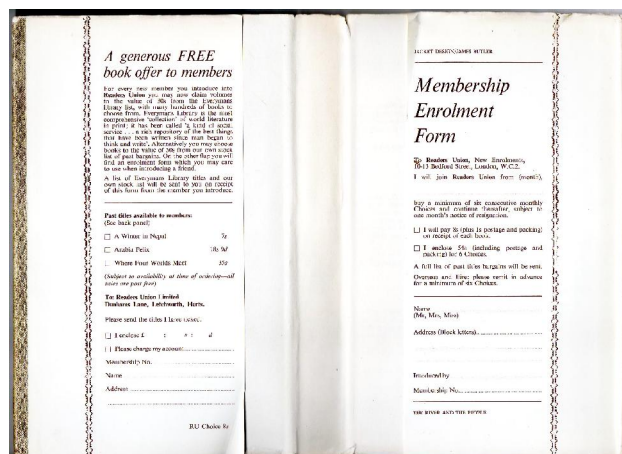 A generous FREE
book offer to members
For every new member you introduce into
Readers Union you may now claim volumes
to the value of 30s from the Everymans
Library list, with many hundreds of books to
choose from. Everymans Library is the most
comprehensive 'collection' of world literature
in print; it has been called 'a kind of social
service . . . a rich repository of the best things
that have been written since man began to
think and write'. Alternatively you may choose
books to the value of 30s from our own stock
list of past bargains. On the other flap you will
find an enrolment form which you may care
to use when introducing a friend.
A list of Everymans Library titles and our
own stock list will be sent to you on receipt
of this form from the member you introduce.
Past titles available to members:
(See back panel)
A Winter in Nepal
Arabia Felix
Where Four Worlds Meet
(Subject to availability at time of ordering—all
titles are post free)
To: Readers Union Limited
Dunhams Lane, Letchworth, Herts.
Please send the titles I have ticked.
I enclose £ : s : d
Please charge my account
Membership No.
Name
Address
RU Choice 8s
JACKET DESIGN: JAMES BUTLER
Membership
Enrolment
Form
To Readers Union, New Enrolments,
10-13 Bedford Street, London, W.C.2.
I will join Readers Union from (month),
buy a minimum of six consecutive monthly
Choices and continue thereafter, subject to
one month's notice of resignation.
I will pay 8s (plus 1s postage and packing)
on receipt of each book.
I enclose 54s (including postage and
packing) for 6 Choices.
A full list of past titles bargains will be sent.
Overseas and Eire: please remit in advance
for a minimum of six Choices.
Name
(Mr, Mrs, Miss)
Address (Block letters)
Introduced by
Membership No.
THE RIVER AND THE PEOPLE